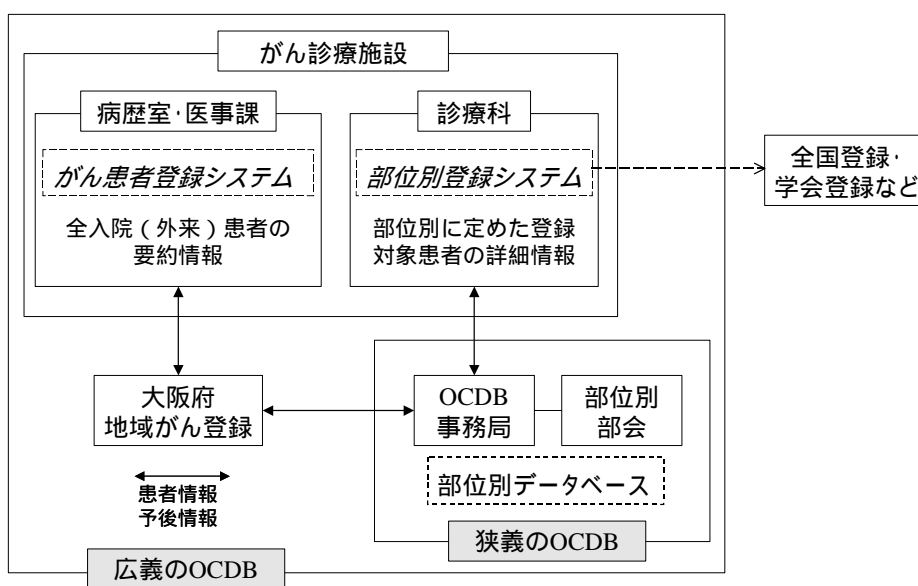 がん診療施設
病歴室･医事課
がん患者登録システム
全入院（外来）患者の
要約情報
診療科
部位別登録システム
部位別に定めた登録
対象患者の詳細情報
全国登録･
学会登録など
大阪府
地域がん登録
OCDB
事務局
部位別
部会
部位別データベース
患者情報
予後情報
狭義のOCDB
広義のOCDB